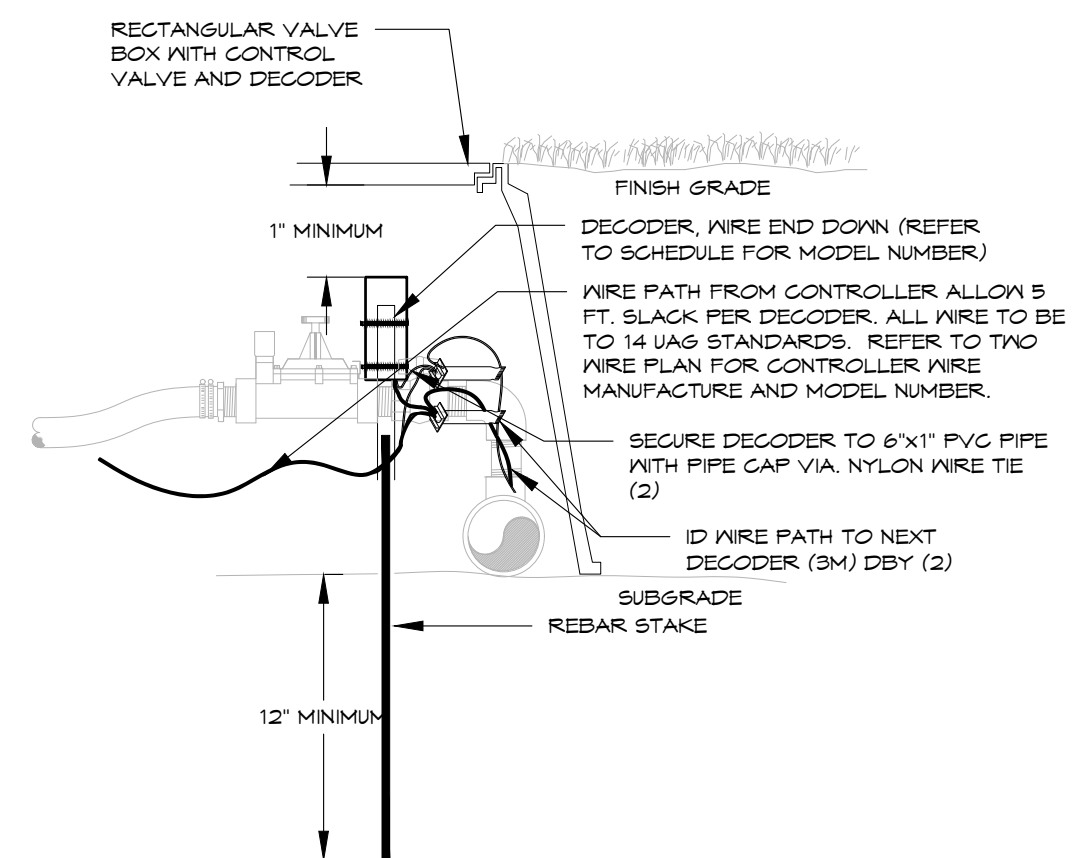 RECTANGULAR VALVE
BOX WITH CONTROL
VALVE AND DECODER
FINISH GRADE
1" MINIMUM
DECODER, WIRE END DOWN (REFER
TO SCHEDULE FOR MODEL NUMBER)
WIRE PATH FROM CONTROLLER ALLOW 5
FT. SLACK PER DECODER. ALL WIRE TO BE
TO 14 UAG STANDARDS. REFER TO TWO
WIRE PLAN FOR CONTROLLER WIRE
MANUFACTURE AND MODEL NUMBER.
SECURE DECODER TO 6"x1" PVC PIPE
WITH PIPE CAP VIA. NYLON WIRE TIE
(2)
ID WIRE PATH TO NEXT
DECODER (3M) DBY (2)
SUBGRADE
REBAR STAKE
12" MINIMUM